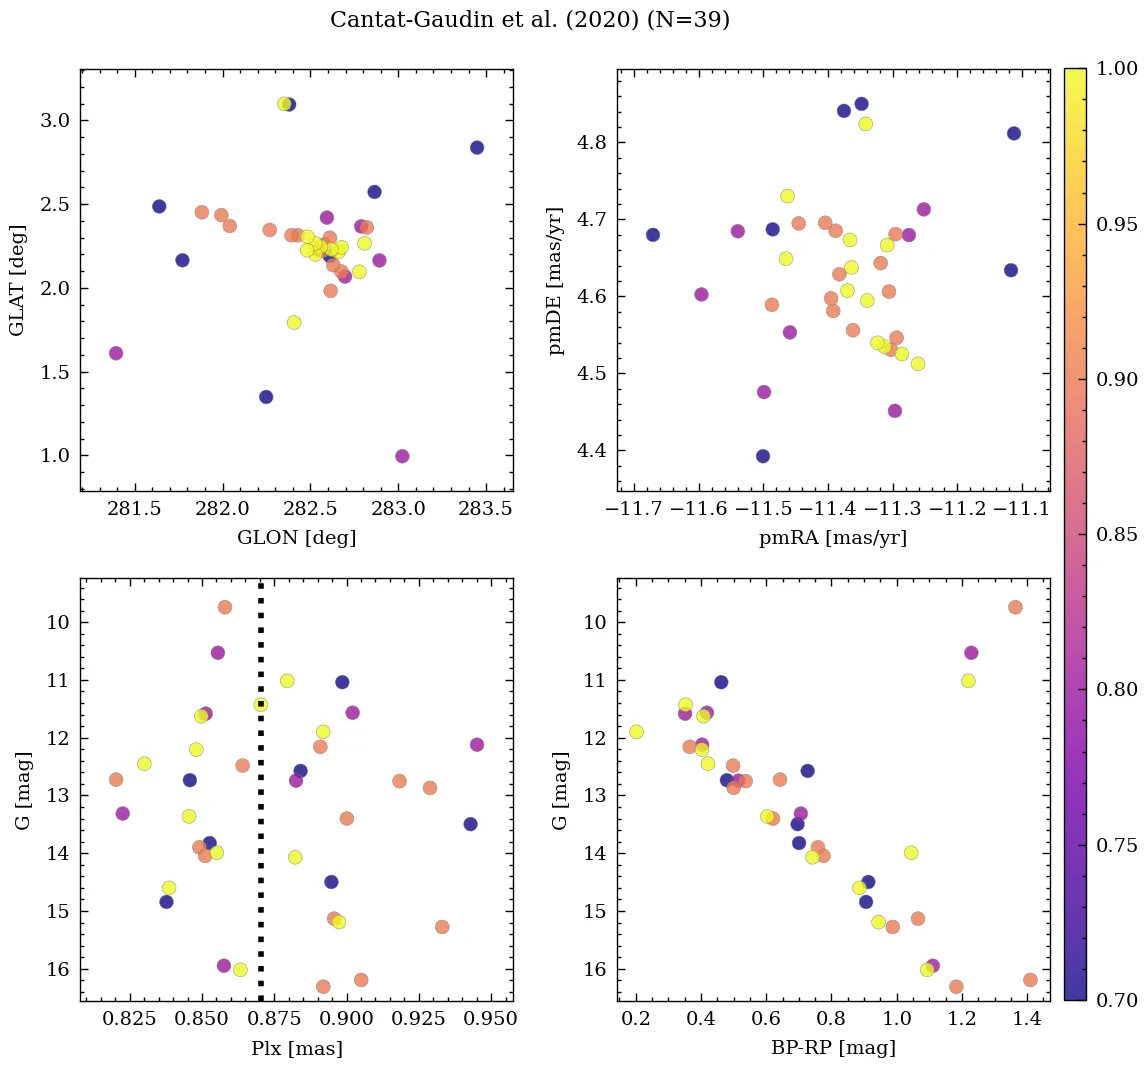 Cantat-Gaudin et al. (2020) (N=39)
3.0
2.5
2.0
1.5
1.0
GLAT [deg]
281.5 282.0 282.5 283.0 283.5
GLON [deg]
4.8
4.7
4.6
4.5
4.4
pmDE [mas/yr]
−11.7 −11.6 −11.5 −11.4 −11.3 −11.2 −11.1
pmRA [mas/yr]
10
11
12
13
14
15
16
G [mag]
0.825 0.850 0.875 0.900 0.925 0.950
Plx [mas]
10
11
12
13
14
15
16
G [mag]
0.2 0.4 0.6 0.8 1.0 1.2 1.4
BP-RP [mag]
1.00
0.95
0.90
0.85
0.80
0.75
0.70